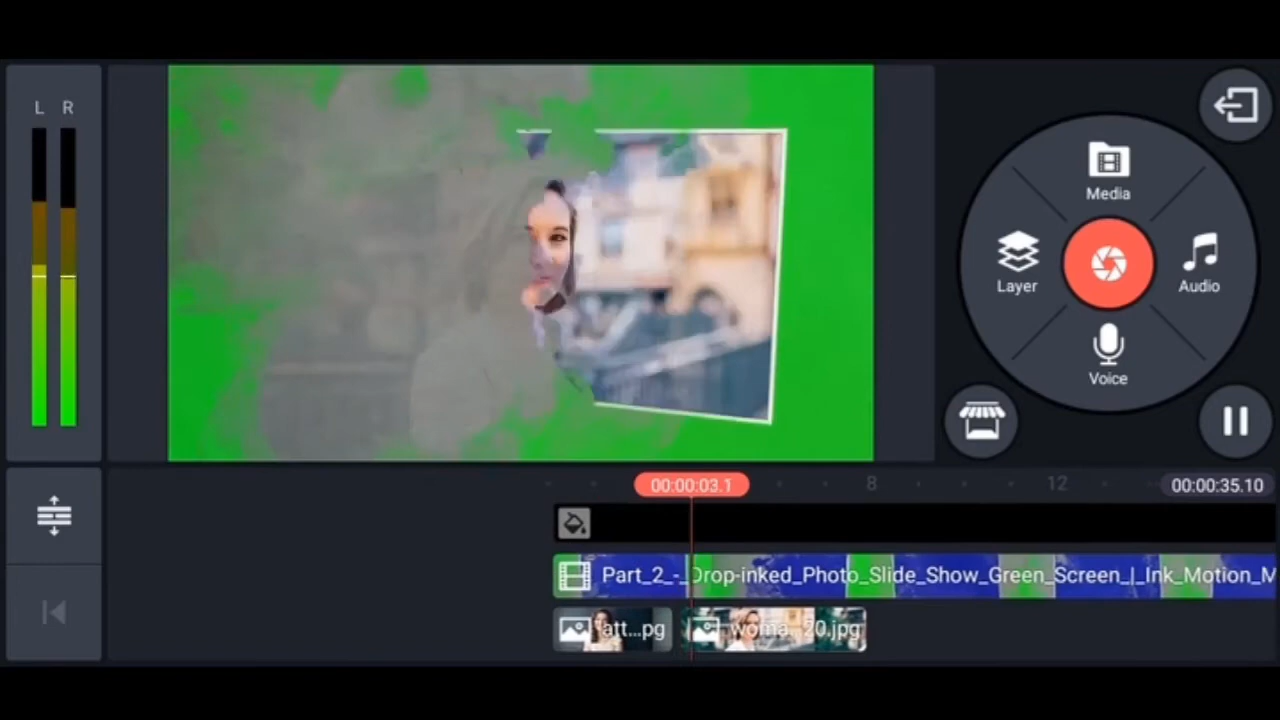 L R
Media
Layer
Audio
Voice
00:00:03.1
8
12
00:00:35.10
Part_2_-_Drop-inked_Photo_Slide_Show_Green_Screen_|_Ink_Motion_M
att...pg
woma...20.jpg